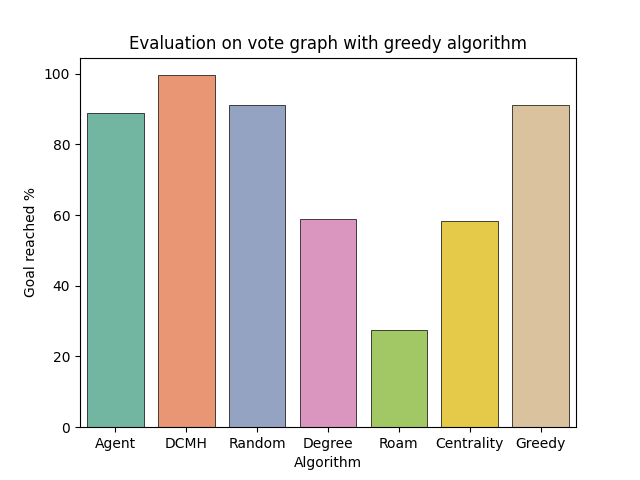 Evaluation on vote graph with greedy algorithm
100
80
60
40
20
0
Goal reached %
Agent DCMH Random Degree Roam Centrality Greedy
Algorithm